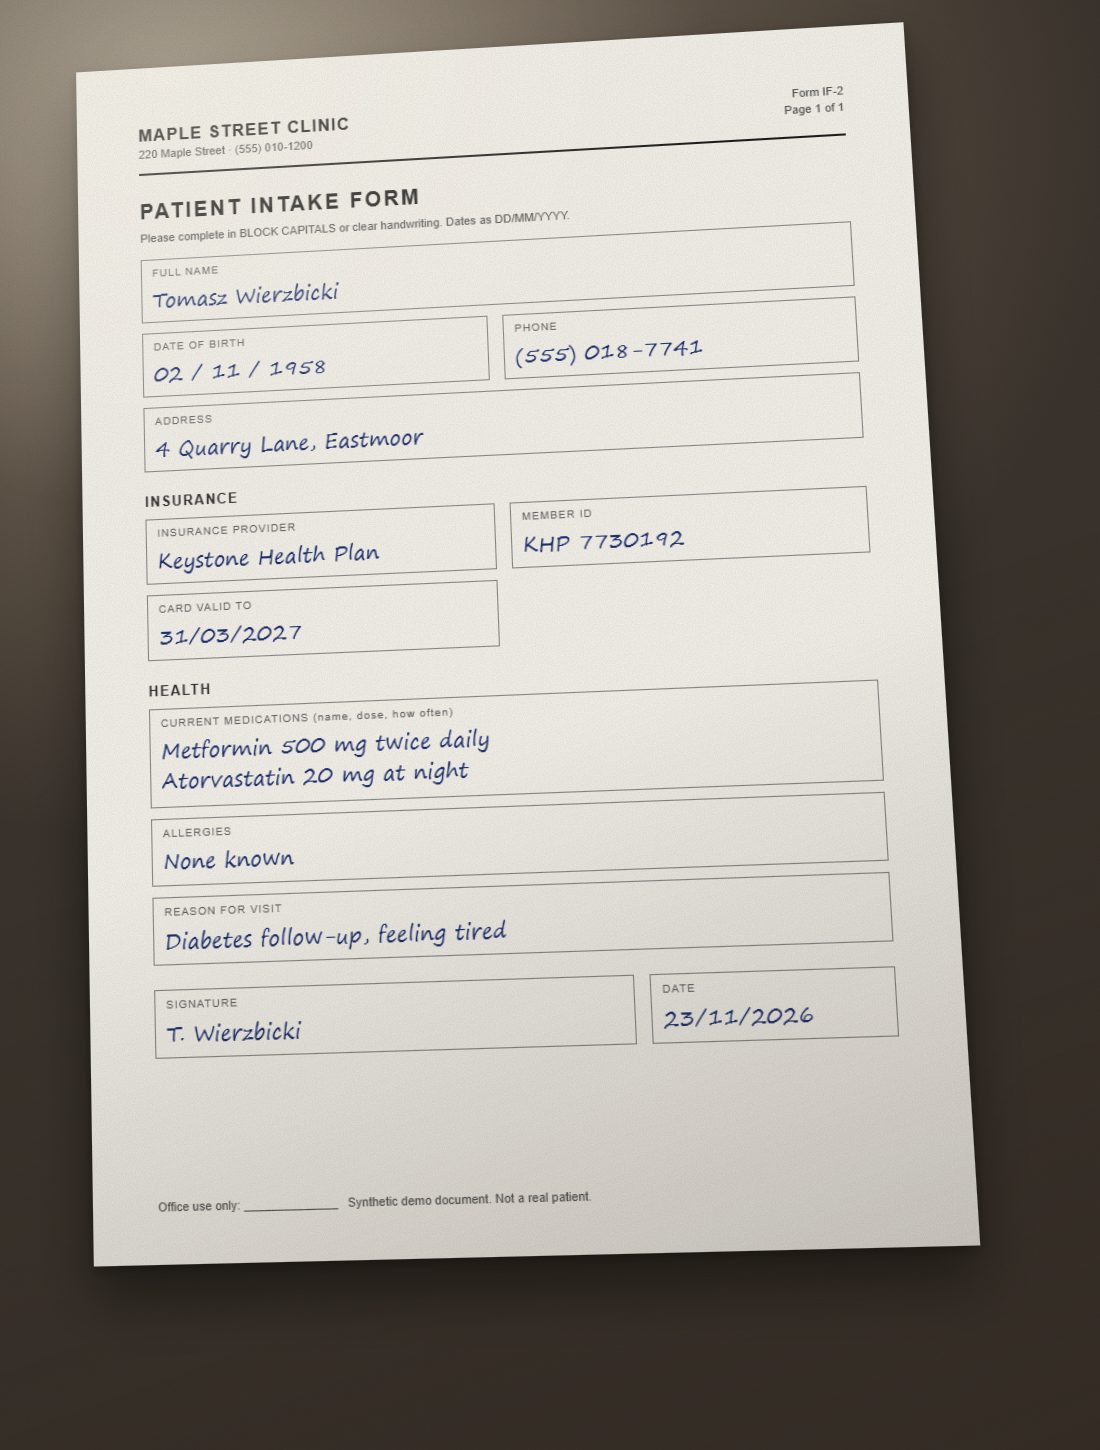 MAPLE STREET CLINIC
220 Maple Street · (555) 010-1200
Form IF-2
Page 1 of 1
PATIENT INTAKE FORM
Please complete in BLOCK CAPITALS or clear handwriting. Dates as DD/MM/YYYY.
FULL NAME
Tomasz Wierzbicki
DATE OF BIRTH
02 / 11 / 1958
PHONE
(555) 018-7741
ADDRESS
4 Quarry Lane, Eastmoor
INSURANCE
INSURANCE PROVIDER
Keystone Health Plan
MEMBER ID
KHP 7730192
CARD VALID TO
31/03/2027
HEALTH
CURRENT MEDICATIONS (name, dose, how often)
Metformin 500 mg twice daily
Atorvastatin 20 mg at night
ALLERGIES
None known
REASON FOR VISIT
Diabetes follow-up, feeling tired
SIGNATURE
T. Wierzbicki
DATE
23/11/2026
Office use only: ______________ Synthetic demo document. Not a real patient.